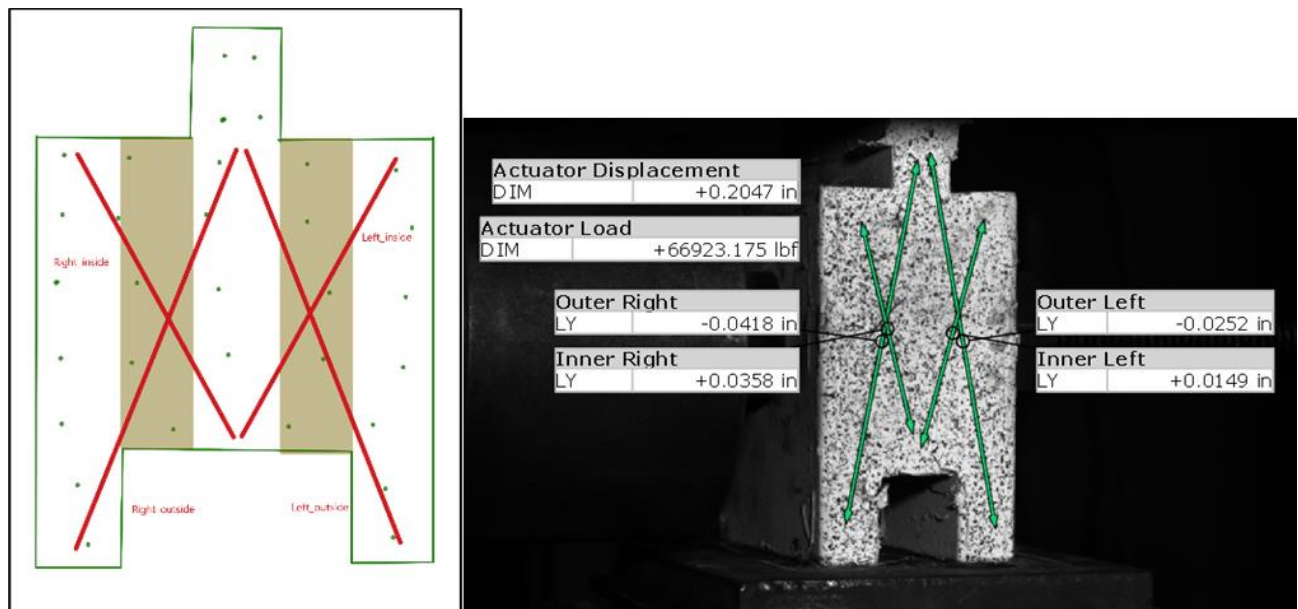 Right inside
Left_inside
Right outside
Left_outside
Actuator Displacement
DIM +0.2047 in
Actuator Load
DIM +66923.175 lbf
Outer Right
LY -0.0418 in
Inner Right
LY +0.0358 in
Outer Left
LY -0.0252 in
Inner Left
LY +0.0149 in